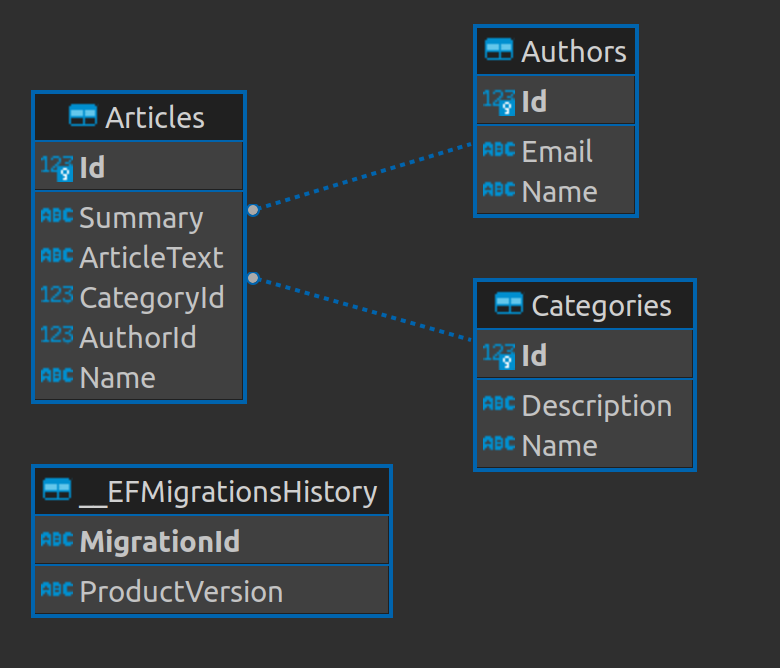 Articles
123 Id
ABC Summary
ABC ArticleText
123 CategoryId
123 AuthorId
ABC Name
Authors
123 Id
ABC Email
ABC Name
Categories
123 Id
ABC Description
ABC Name
__EFMigrationsHistory
ABC MigrationId
ABC ProductVersion